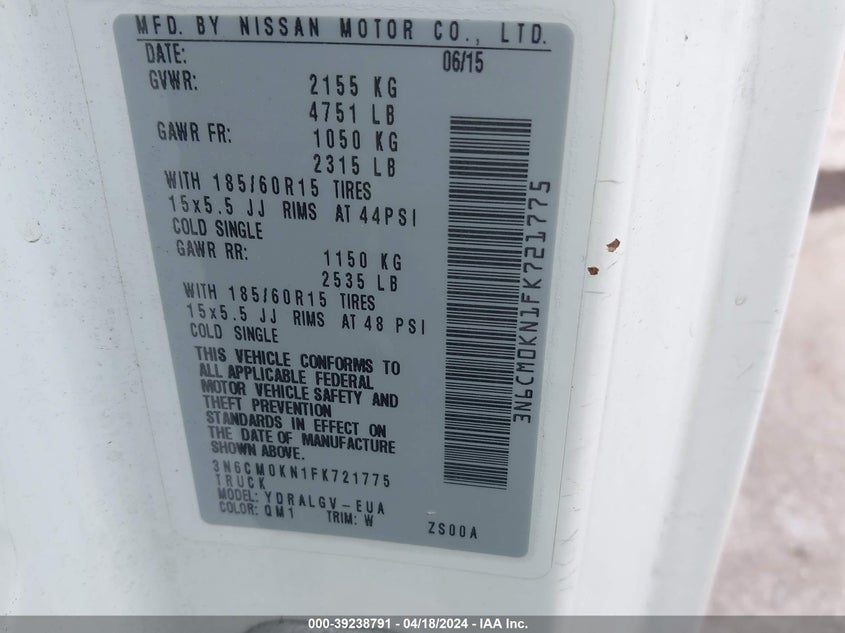 MFD. BY NISSAN MOTOR CO., LTD.
DATE: 06/15
GVWR: 2155 KG
4751 LB
GAWR FR: 1050 KG
2315 LB
WITH 185/60R15 TIRES
15x5.5 JJ RIMS AT 44PSI
COLD SINGLE
GAWR RR: 1150 KG
2535 LB
WITH 185/60R15 TIRES
15x5.5 JJ RIMS AT 48 PSI
COLD SINGLE
THIS VEHICLE CONFORMS TO
ALL APPLICABLE FEDERAL
MOTOR VEHICLE SAFETY AND
THEFT PREVENTION
STANDARDS IN EFFECT ON
THE DATE OF MANUFACTURE
SHOWN ABOVE.
3N6CM0KN1FK721775
TRUCK
MODEL: YDRALGV-EUA
COLOR: QM1 TRIM: W
ZS00A
3N6CM0KN1FK721775
000-39238791 - 04/18/2024 - IAA Inc.